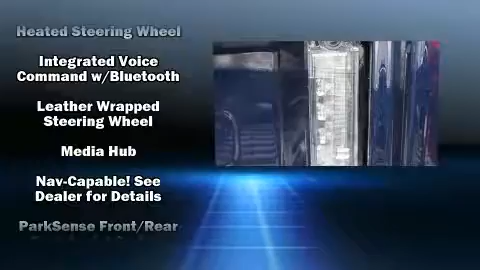 Heated Steering Wheel
Integrated Voice
Command w/Bluetooth
Leather Wrapped
Steering Wheel
Media Hub
Nav-Capable! See
Dealer for Details
ParkSense Front/Rear